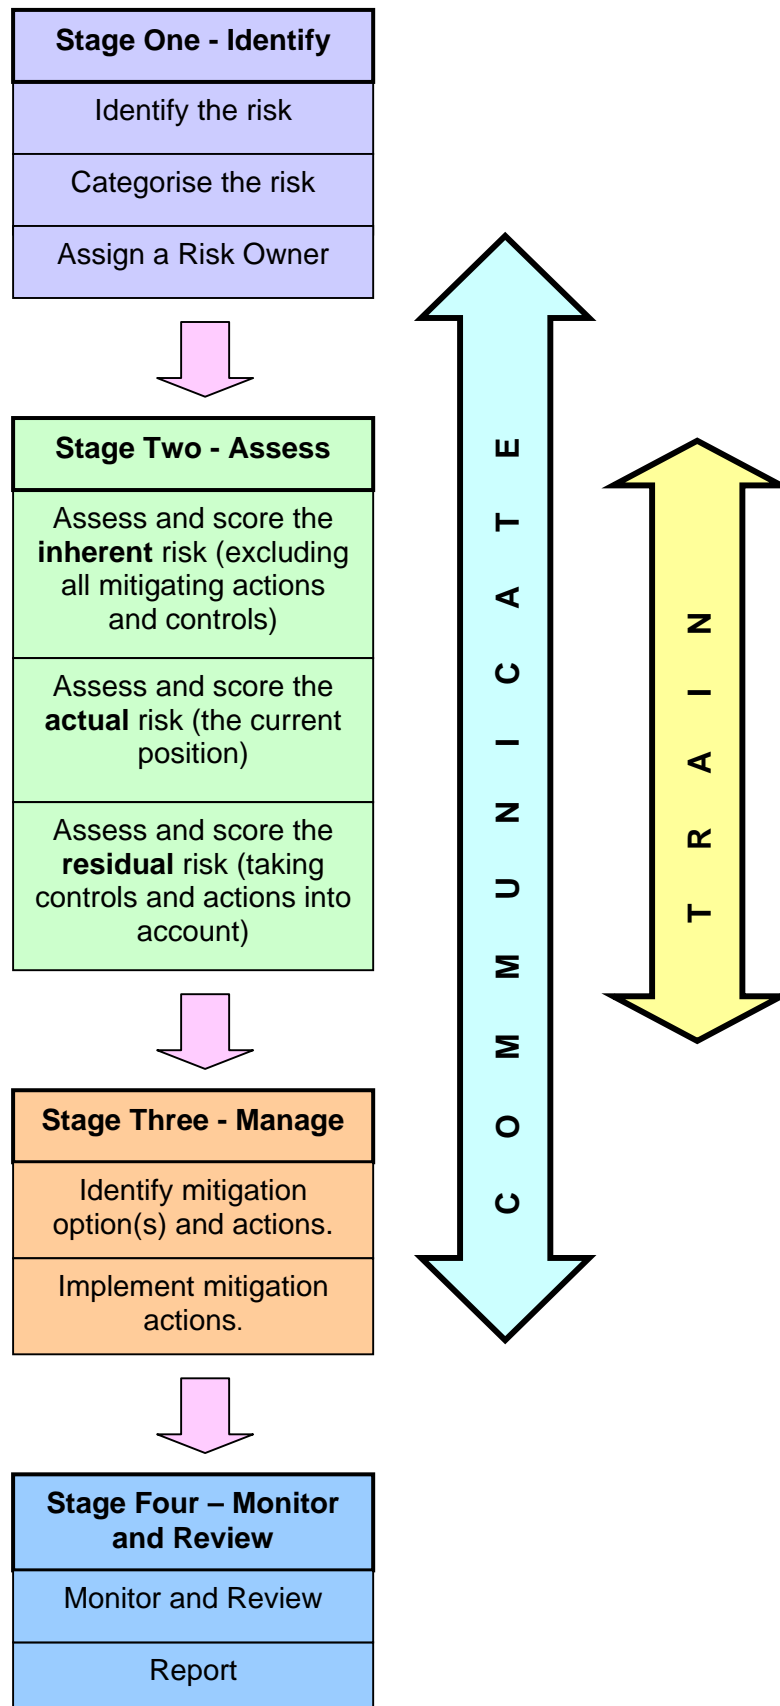 Stage One - Identify
Identify the risk
Categorise the risk
Assign a Risk Owner
Stage Two - Assess
Assess and score the
inherent risk (excluding
all mitigating actions
and controls)
Assess and score the
actual risk (the current
position)
Assess and score the
residual risk (taking
controls and actions into
account)
Stage Three - Manage
Identify mitigation
option(s) and actions.
Implement mitigation
actions.
Stage Four – Monitor
and Review
Monitor and Review
Report
COMMUNICATE
TRAIN